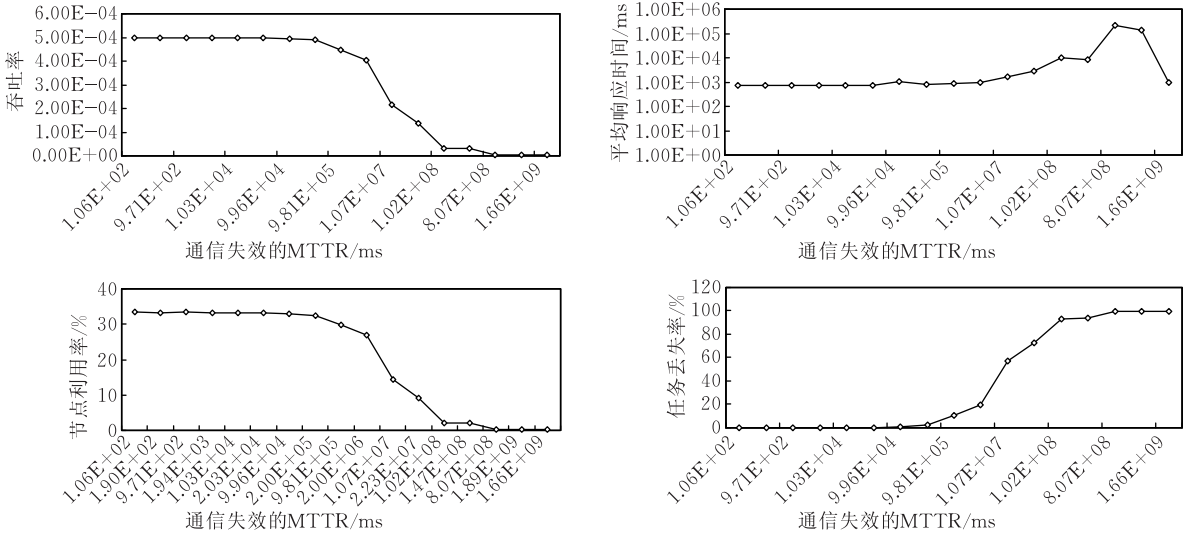 吞吐率
6.00E-04
5.00E-04
4.00E-04
3.00E-04
2.00E-04
1.00E-04
0.00E+00
1.06E+02
9.71E+02
1.03E+04
9.96E+04
9.81E+05
1.07E+07
1.02E+08
8.07E+08
1.66E+09
通信失效的MTTR/ms
平均响应时间/ms
1.00E+06
1.00E+05
1.00E+04
1.00E+03
1.00E+02
1.00E+01
1.00E+00
1.06E+02
9.71E+02
1.03E+04
9.96E+04
9.81E+05
1.07E+07
1.02E+08
8.07E+08
1.66E+09
通信失效的MTTR/ms
节点利用率/%
40
30
20
10
0
1.06E+02
1.90E+02
9.71E+02
1.94E+03
1.03E+04
2.03E+04
9.96E+04
2.00E+05
9.81E+05
2.00E+06
1.07E+07
2.23E+07
1.02E+08
1.47E+08
8.07E+08
1.89E+09
1.66E+09
通信失效的MTTR/ms
任务丢失率/%
120
100
80
60
40
20
0
1.06E+02
9.71E+02
1.03E+04
9.96E+04
9.81E+05
1.07E+07
1.02E+08
8.07E+08
1.66E+09
通信失效的MTTR/ms